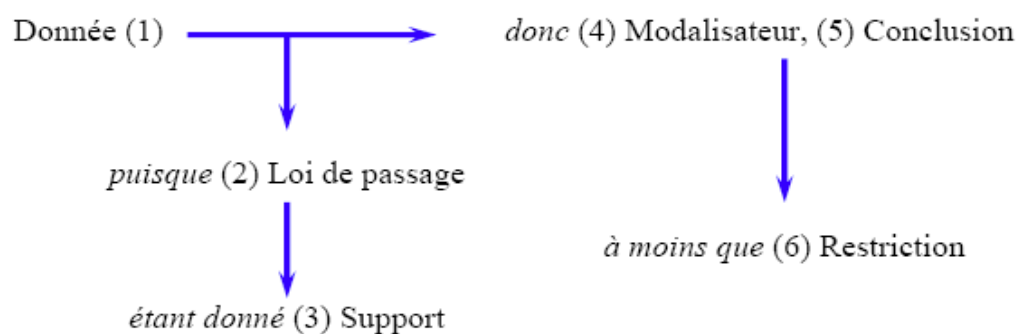 Donnée (1) donc (4) Modalisateur, (5) Conclusion
puisque (2) Loi de passage
à moins que (6) Restriction
étant donné (3) Support